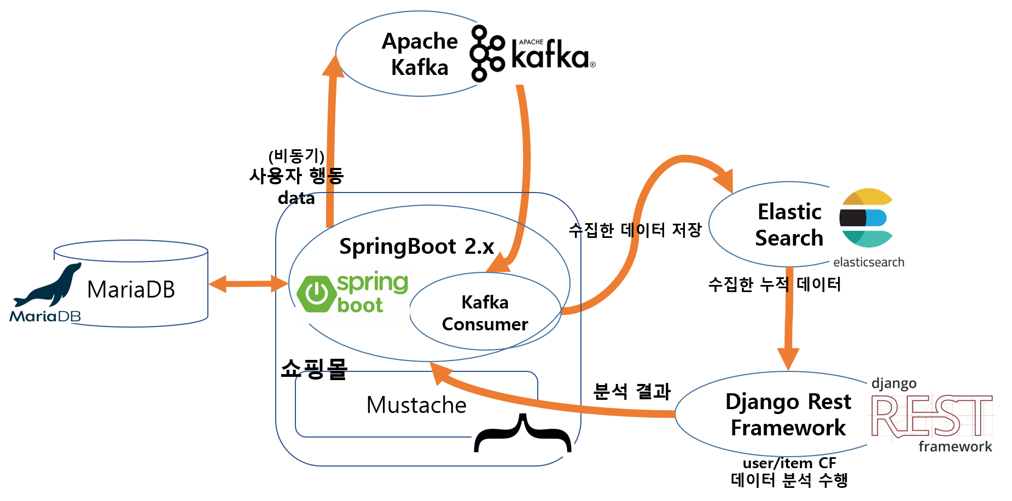 Apache
Kafka
APACHE
kafka®
(비동기)
사용자 행동
data
SpringBoot 2.x
spring
boot
Kafka
Consumer
MariaDB
MariaDB
쇼핑몰
Mustache
수집한 데이터 저장
Elastic
Search
elasticsearch
수집한 누적 데이터
분석 결과
Django Rest
Framework
django
REST
framework
user/item CF
데이터 분석 수행